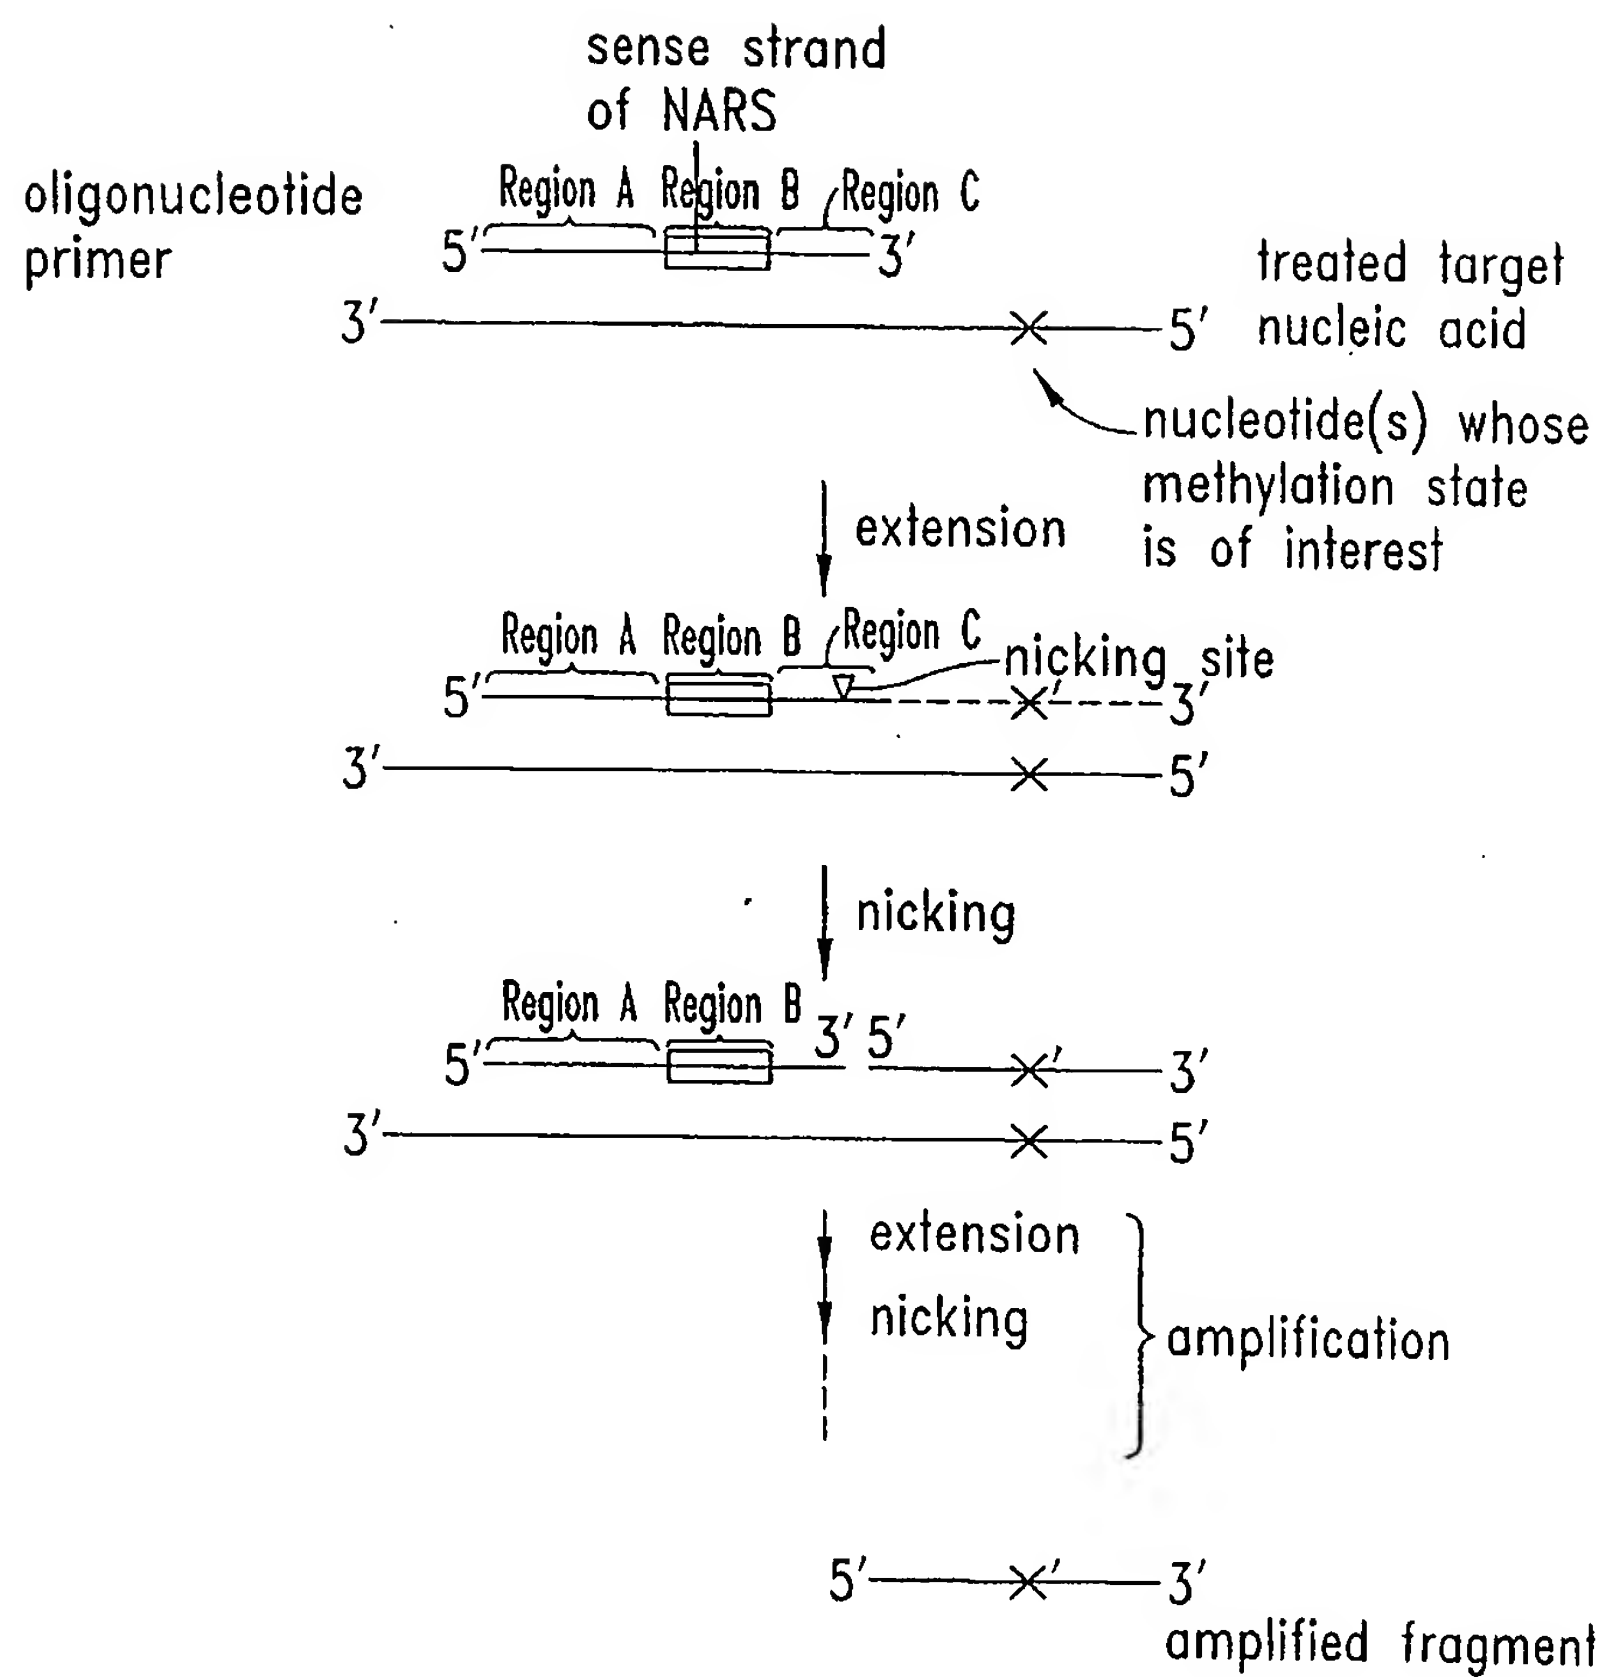 sense strand
of NARS
oligonucleotide
primer
Region A Region B Region C
5' 3'
treated target
nucleic acid
3' X 5'
nucleotide(s) whose
methylation state
is of interest
extension
Region A Region B Region C
nicking site
5' X' 3'
3' X 5'
nicking
Region A Region B
3' 5'
5' X' 3'
3' X 5'
extension
nicking
amplification
5' X' 3'
amplified fragment